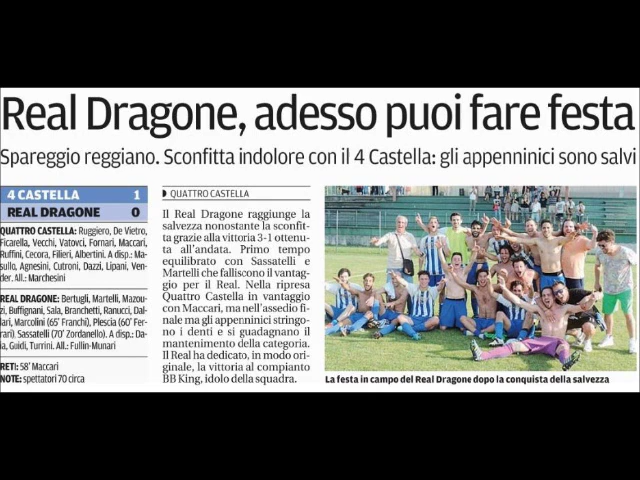 Real Dragone, adesso puoi fare festa
Spareggio reggiano. Sconfitta indolore con il 4 Castella: gli appenninici sono salvi
4 CASTELLA 1
REAL DRAGONE 0
QUATTRO CASTELLA: Ruggiero, De Vietro,
Ficarella, Vecchi, Vatovci, Fornari, Maccari,
Ruffini, Cecora, Filieri, Albertini. A disp.: Ma-
sullo, Agnesini, Cutroni, Dazzi, Lipani, Ven-
der. All.: Marchesini
REAL DRAGONE: Bertugli, Martelli, Mazou-
zi, Buffignani, Sala, Branchetti, Ranucci, Dal-
lari, Marcolini (65' Franchi), Plescia (60' Fer-
rari), Sassatelli (70' Zordanello). A disp.: Da-
ia, Guidi, Turrini. All.: Fullin-Munari
RETI: 58' Maccari
NOTE: spettatori 70 circa
QUATTRO CASTELLA
Il Real Dragone raggiunge la
salvezza nonostante la sconfit-
ta grazie alla vittoria 3-1 ottenu-
ta all'andata. Primo tempo
equilibrato con Sassatelli e
Martelli che falliscono il vantag-
gio per il Real. Nella ripresa
Quattro Castella in vantaggio
con Maccari, ma nell'assedio fi-
nale ma gli appenninici stringo-
no i denti e si guadagnano il
mantenimento della categoria.
Il Real ha dedicato, in modo ori-
ginale, la vittoria al compianto
BB King, idolo della squadra.
La festa in campo del Real Dragone dopo la conquista della salvezza